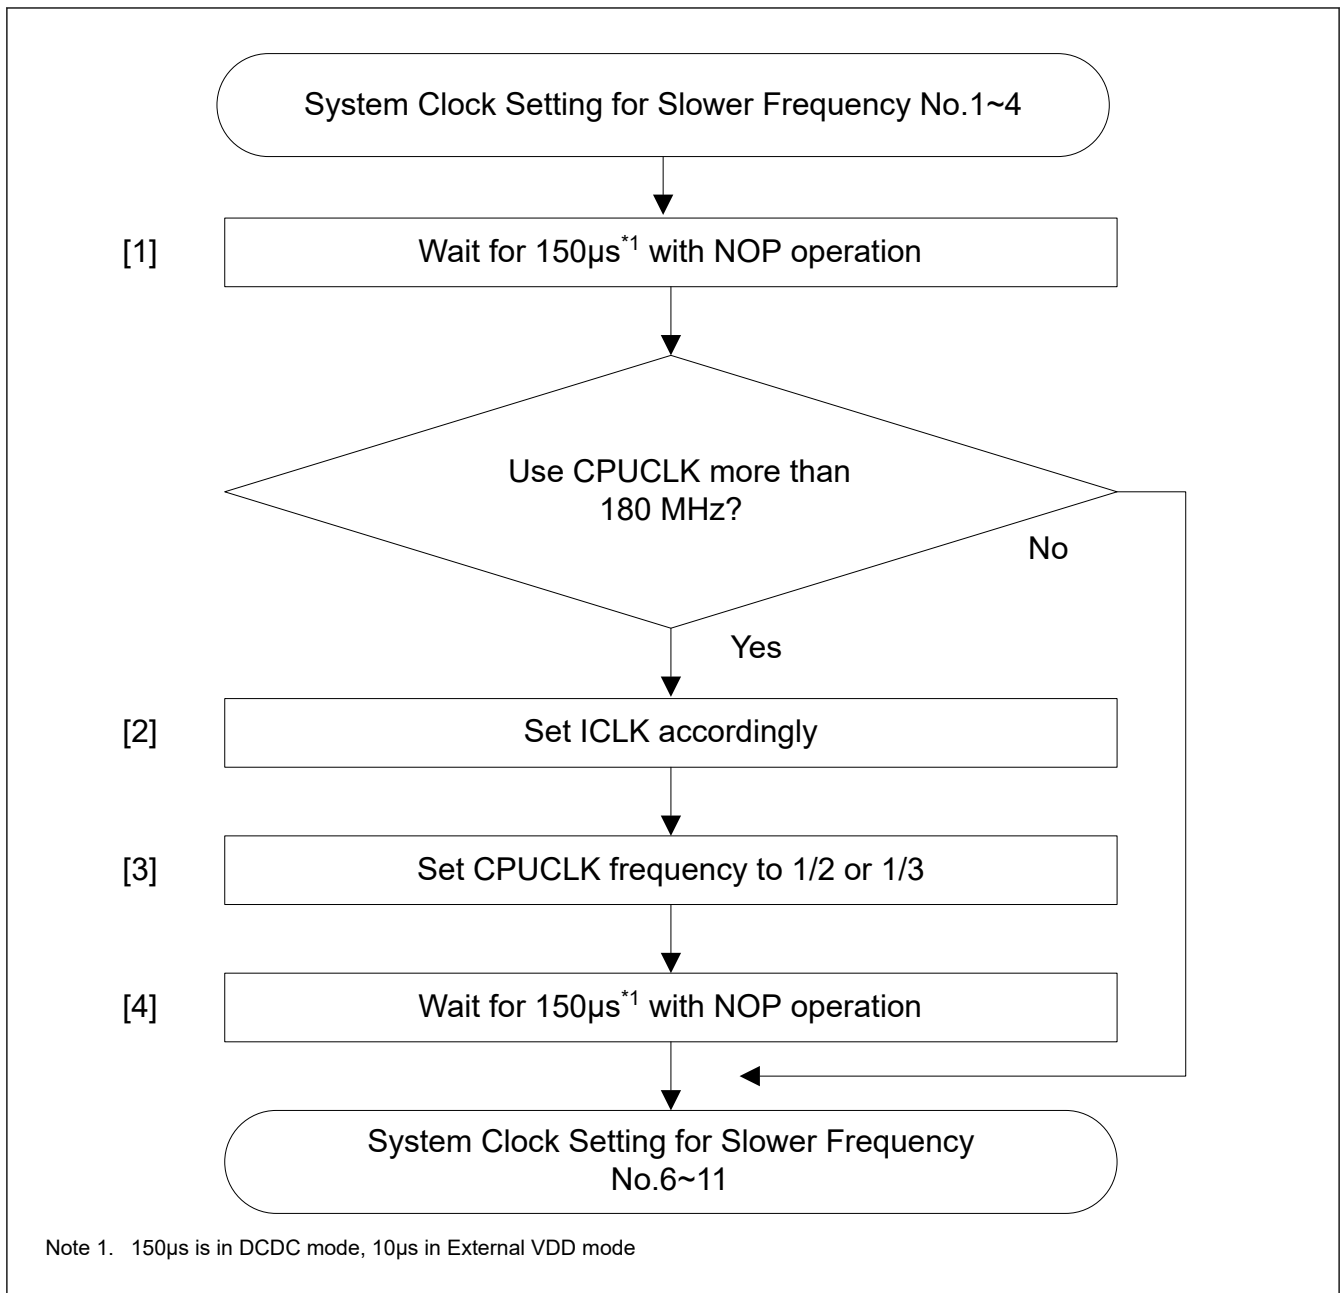 System Clock Setting for Slower Frequency No.1~4
[1]
Wait for 150µs*1 with NOP operation
Use CPUCLK more than
180 MHz?
No
Yes
[2]
Set ICLK accordingly
[3]
Set CPUCLK frequency to 1/2 or 1/3
[4]
Wait for 150µs*1 with NOP operation
System Clock Setting for Slower Frequency
No.6~11
Note 1. 150µs is in DCDC mode, 10µs in External VDD mode